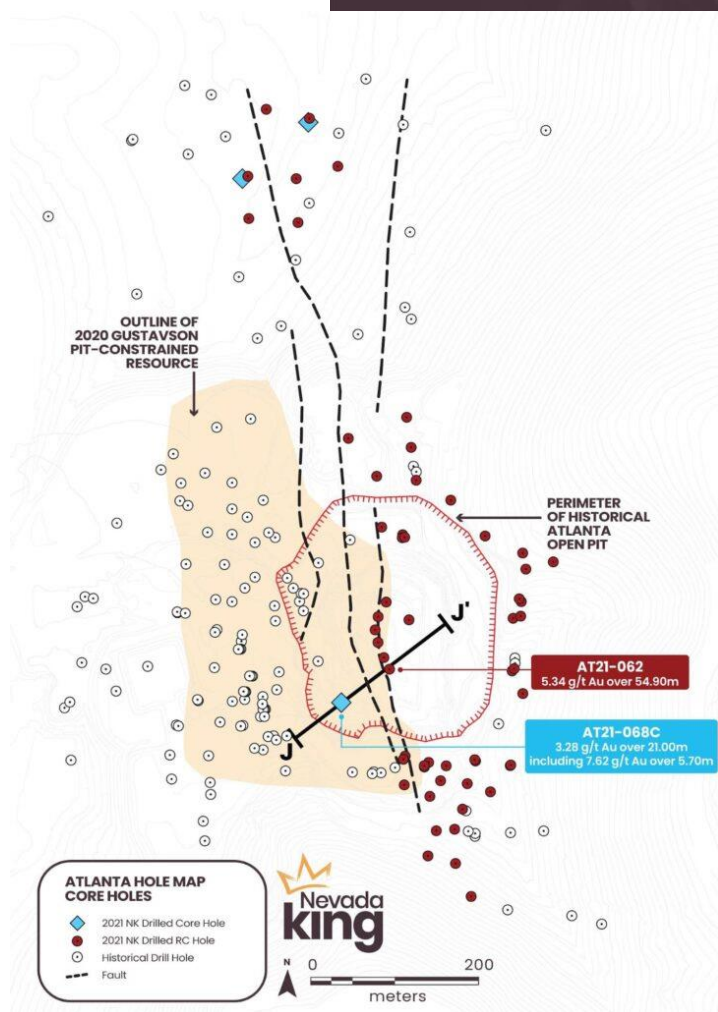 OUTLINE OF
2020 GUSTAVSON
PIT-CONSTRAINED
RESOURCE
PERIMETER
OF HISTORICAL
ATLANTA
OPEN PIT
J'
AT21-062
5.34 g/t Au over 54.90m
AT21-068C
3.28 g/t Au over 21.00m
including 7.62 g/t Au over 5.70m
J
ATLANTA HOLE MAP
CORE HOLES
2021 NK Drilled Core Hole
2021 NK Drilled RC Hole
Historical Drill Hole
Fault
Nevada
king
N
0 200
meters